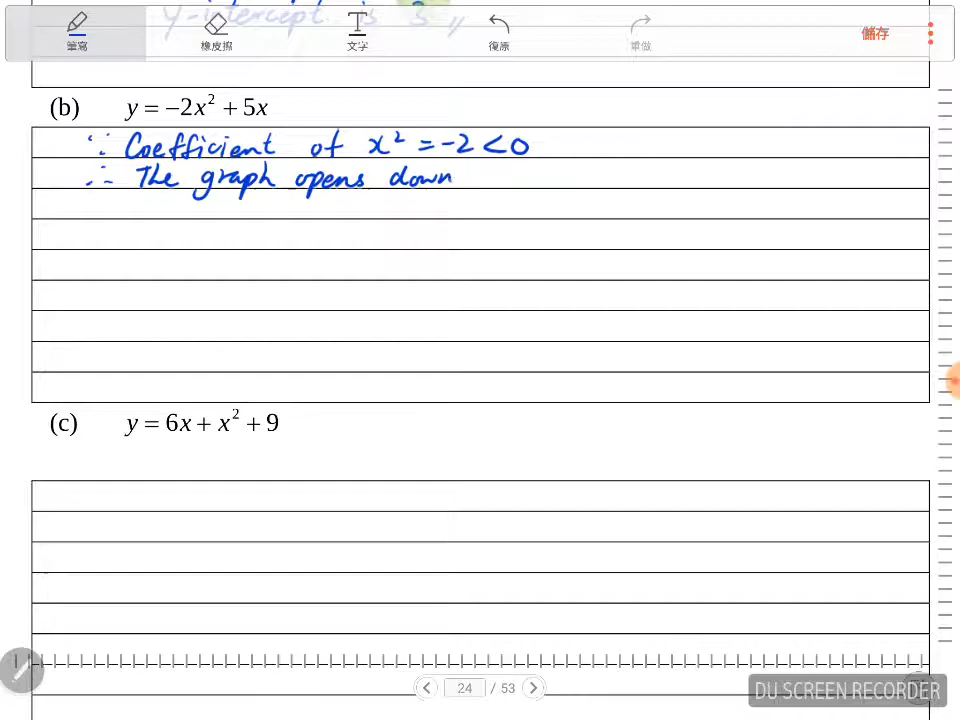 y-intercept is 3 〃
筆寫 橡皮擦 文字 復原 重做 儲存
(b) y = −2x² + 5x
∵ Coefficient of x² = -2 < 0
∴ The graph opens down
(c) y = 6x + x² + 9
24 / 53
DU SCREEN RECORDER